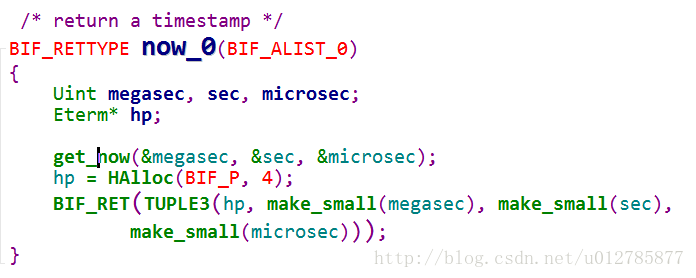 /* return a timestamp */
BIF_RETTYPE now_0(BIF_ALIST_0)
{
    Uint megasec, sec, microsec;
    Eterm* hp;

    get_now(&megasec, &sec, &microsec);
    hp = HAlloc(BIF_P, 4);
    BIF_RET(TUPLE3(hp, make_small(megasec), make_small(sec),
            make_small(microsec)));
}
http://blog.csdn.net/u012785877